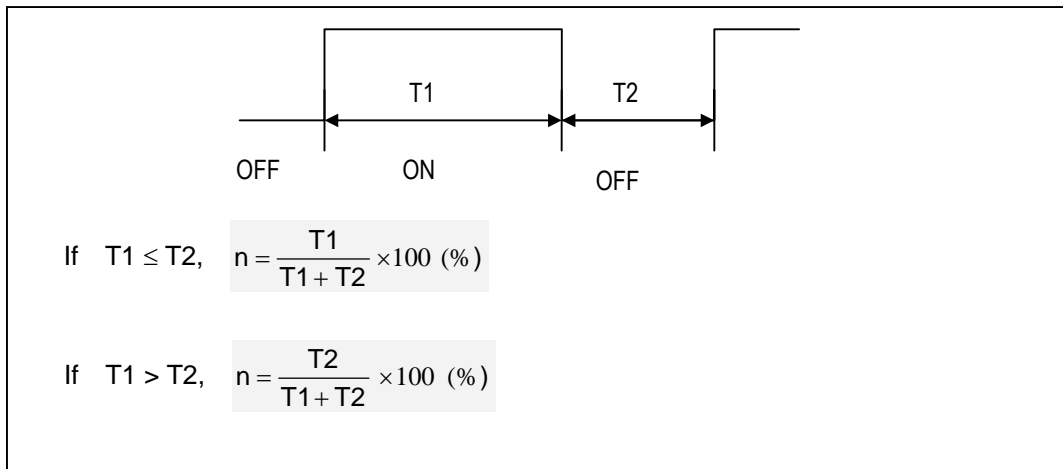 T1 T2
OFF ON OFF
If T1 ≤ T2, n = T1 / (T1 + T2) ×100 (%)
If T1 > T2, n = T2 / (T1 + T2) ×100 (%)